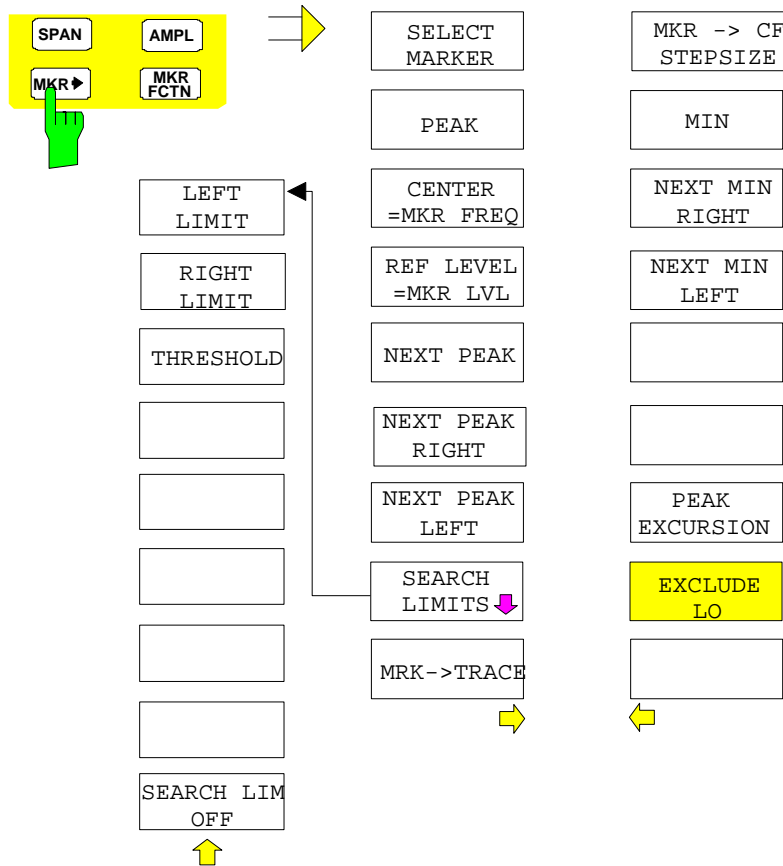 SPAN
AMPL
MKR
MKR
FCTN
LEFT
LIMIT
RIGHT
LIMIT
THRESHOLD
SEARCH LIM
OFF
SELECT
MARKER
PEAK
CENTER
=MKR FREQ
REF LEVEL
=MKR LVL
NEXT PEAK
NEXT PEAK
RIGHT
NEXT PEAK
LEFT
SEARCH
LIMITS
MRK->TRACE
MKR -> CF
STEPSIZE
MIN
NEXT MIN
RIGHT
NEXT MIN
LEFT
PEAK
EXCURSION
EXCLUDE
LO